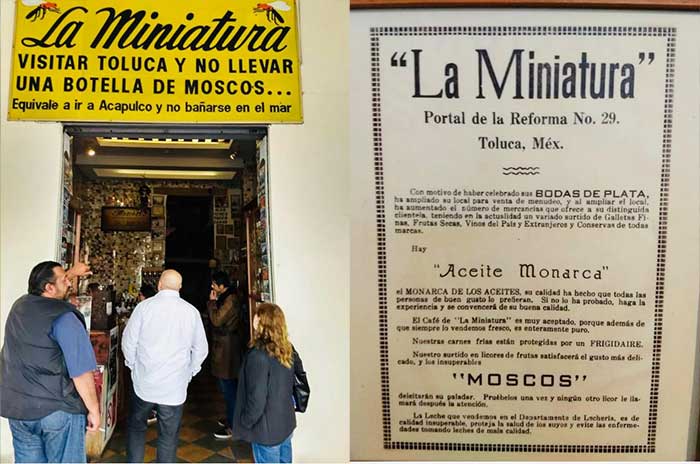 La Miniatura
VISITAR TOLUCA Y NO LLEVAR
UNA BOTELLA DE MOSCOS...
Equivale a ir a Acapulco y no bañarse en el mar
"La Miniatura"
Portal de la Reforma No. 29.
Toluca, Méx.
Con motivo de haber celebrado sus BODAS DE PLATA,
ha ampliado su local para venta de menudeo, y al ampliar el local,
ha aumentado el número de mercancías que ofrece a su distinguida
clientela, teniendo en la actualidad un variado surtido de Galletas Fi-
nas, Frutas Secas, Vinos del País y Extranjeros y Conservas de todas
marcas.
Hay
"Aceite Monarca"
el MONARCA DE LOS ACEITES, su calidad ha hecho que todas las
personas de buen gusto lo prefieran. Si no lo ha probado, haga la
experiencia y se convencerá de su buena calidad.
El Café de "La Miniatura" es muy aceptado, porque además de
que siempre lo vendemos fresco, es enteramente puro.
Nuestras carnes frías están protegidas por un FRIGIDAIRE.
Nuestro surtido en licores de frutas satisfacerá el gusto más deli-
cado, y los insuperables
"MOSCOS"
deleitarán su paladar. Pruébelos una vez y ningún otro licor le lla-
mará después la atención.
La Leche que vendemos en el Departamento de Lechería, es de
calidad insuperable, proteja la salud de los suyos y evite las enfer-
medades tomando leches de mala calidad.